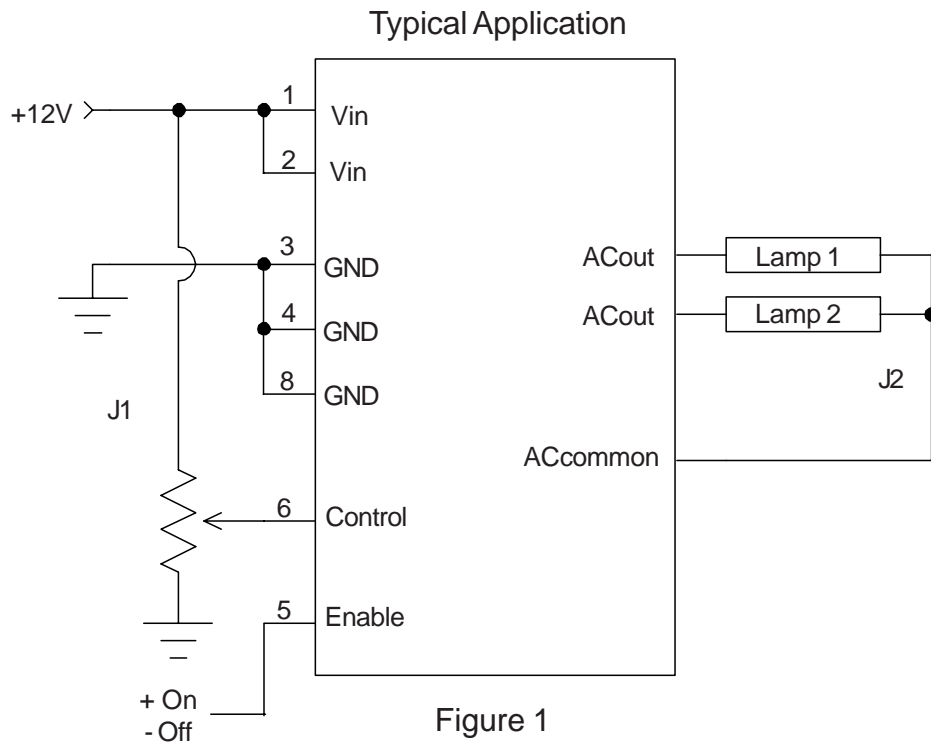 Typical Application
+12V
1
Vin
2
Vin
3
GND
4
GND
8
GND
J1
6
Control
5
Enable
+ On
- Off
ACout
Lamp 1
ACout
Lamp 2
J2
ACcommon
Figure 1